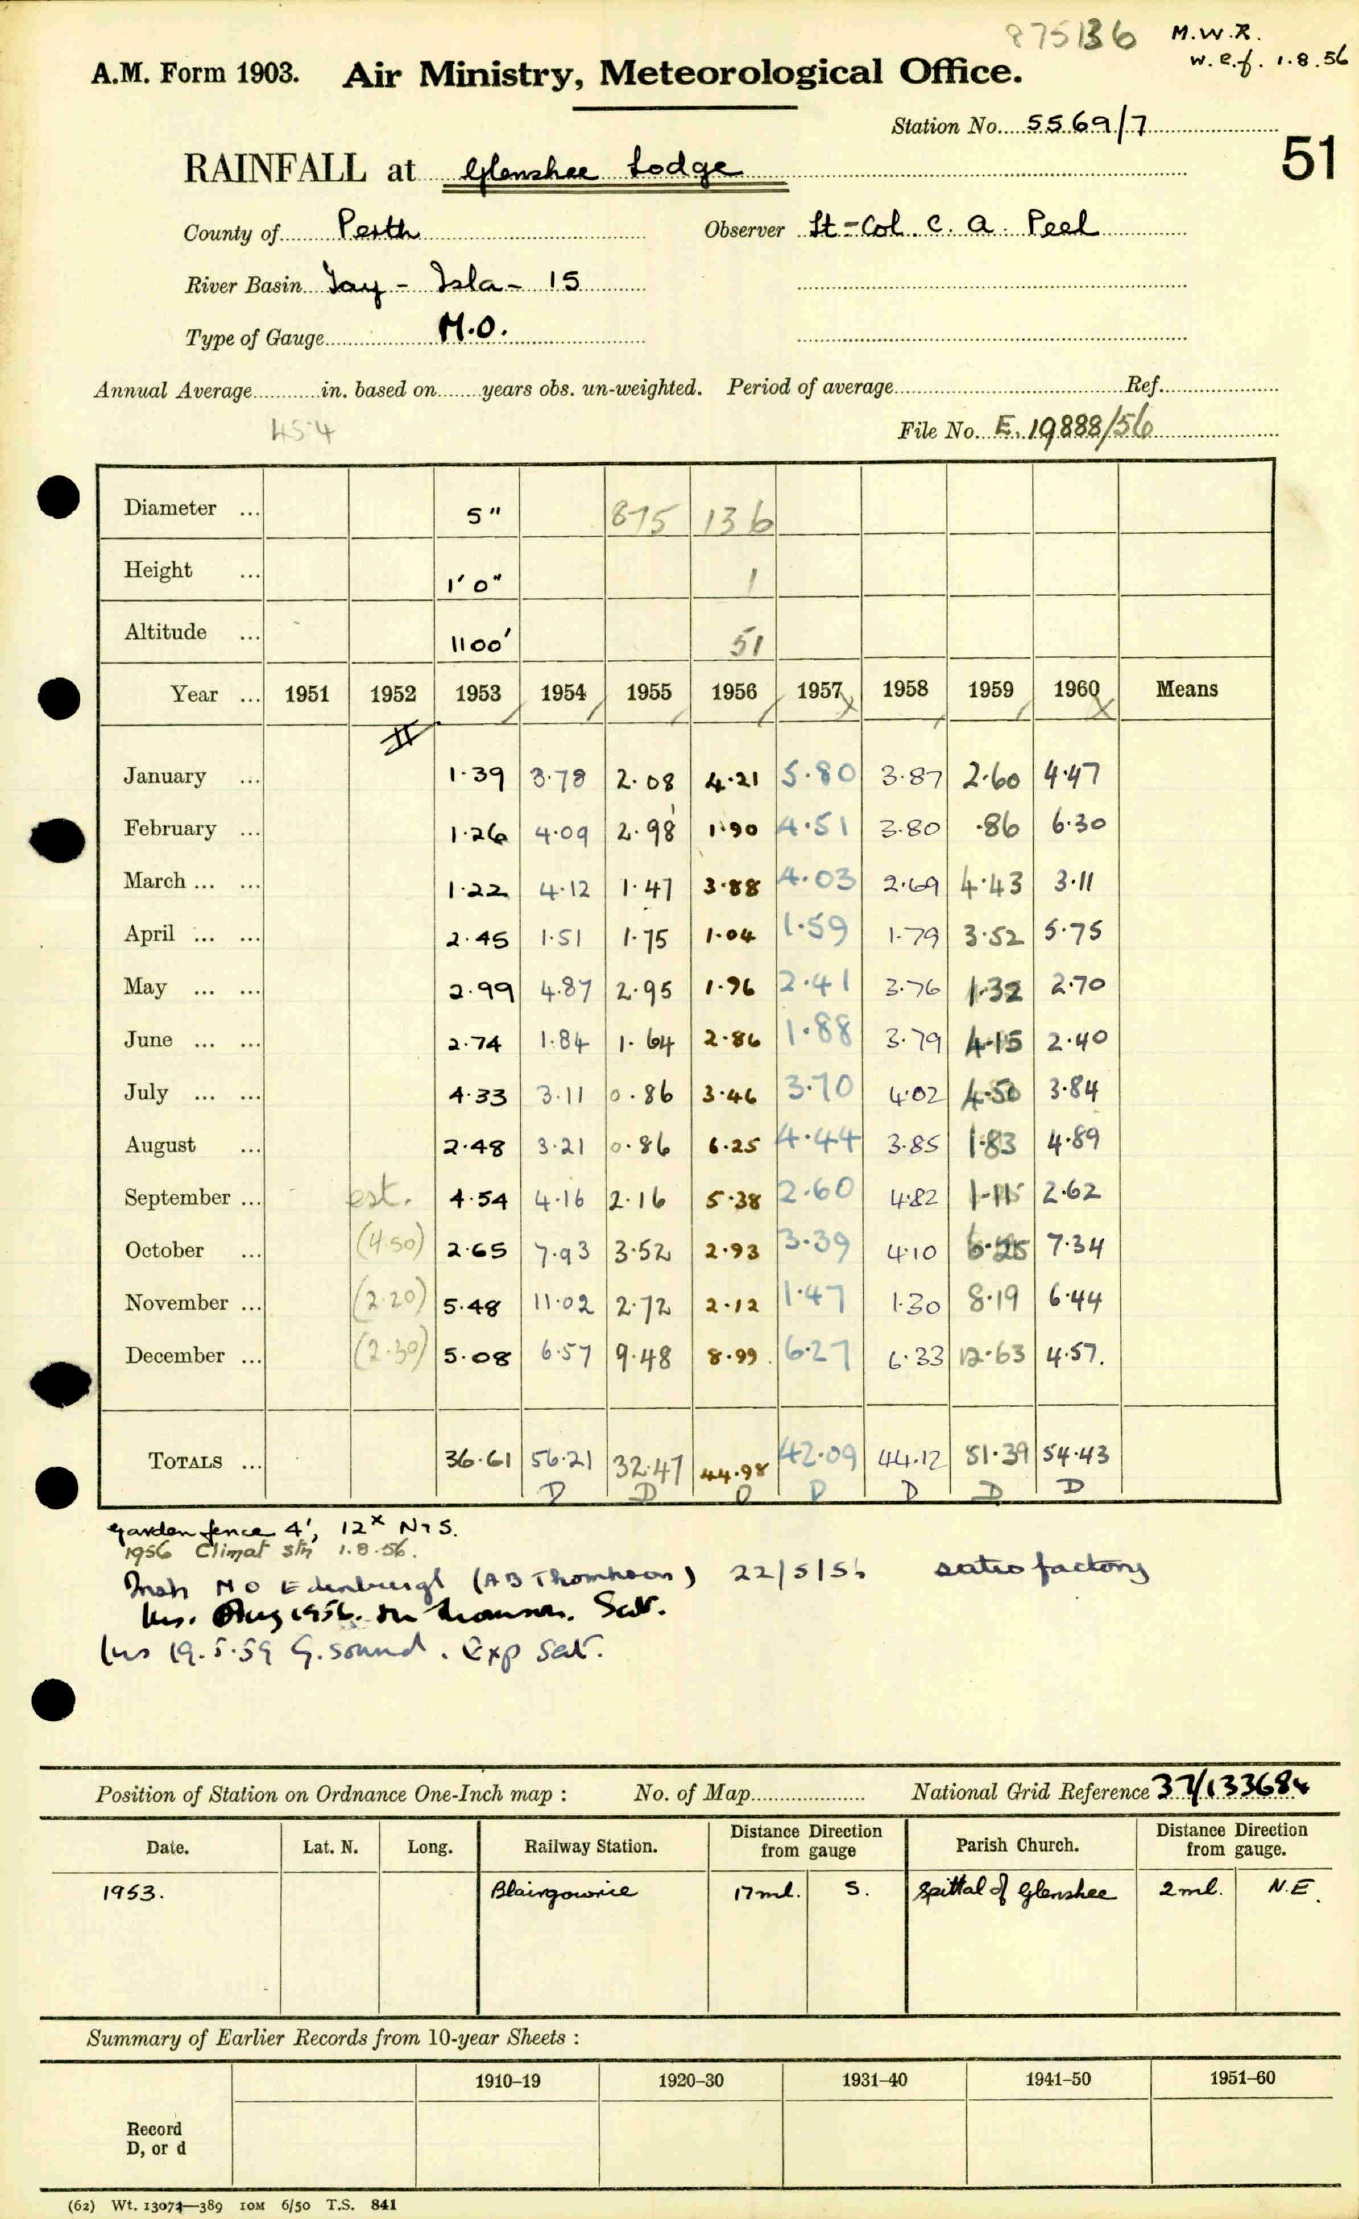 875136 M.W.R.
w.e.f. 1.8.56
A.M. Form 1903. Air Ministry, Meteorological Office.
Station No. 5569/7
51
RAINFALL at Glenshee Lodge
County of Perth Observer Lt-Col. C. A. Peel
River Basin Tay - Isla - 15
Type of Gauge M.O.
Annual Average in. based on years obs. un-weighted. Period of average Ref.
45.4
File No. E. 19888/56
Diameter ... 5" 875 136
Height ... 1'0" 1
Altitude ... 1100' 51
Year ... 1951 1952 1953 1954 1955 1956 1957 1958 1959 1960 Means
January ... 1.39 3.78 2.08 4.21 5.80 3.87 2.60 4.47
February ... 1.26 4.09 2.98 1.90 4.51 3.80 .86 6.30
March ... ... 1.22 4.12 1.47 3.88 4.03 2.69 4.43 3.11
April ... ... 2.45 1.51 1.75 1.04 1.59 1.79 3.52 5.75
May ... ... 2.99 4.87 2.95 1.96 2.41 3.76 1.32 2.70
June ... ... 2.74 1.84 1.64 2.86 1.88 3.79 4.15 2.40
July ... ... 4.33 3.11 0.86 3.46 3.70 4.02 4.50 3.84
August ... 2.48 3.21 0.86 6.25 4.44 3.85 1.83 4.89
September ... est. 4.54 4.16 2.16 5.38 2.60 4.82 1.15 2.62
October ... (4.50) 2.65 7.93 3.52 2.93 3.39 4.10 6.25 7.34
November ... (2.20) 5.48 11.02 2.72 2.12 1.47 1.30 8.19 6.44
December ... (2.30) 5.08 6.57 9.48 8.99 6.27 6.33 12.63 4.57.
TOTALS ... 36.61 56.21 32.47 44.98 42.09 44.12 51.39 54.43
D D D D D D D
Garden fence 4', 12x N+S.
1956 Climat Stn 1.8.56.
Insp. M O Edinburgh (A B Thomson) 22/5/56 satisfactory
Ins. Aug 1956. Sat.
Ins 19.5.59 G. sound. Exp Sat.
Position of Station on Ordnance One-Inch map : No. of Map National Grid Reference 37/133684
Date. Lat. N. Long. Railway Station. Distance from Direction gauge Parish Church. Distance from Direction gauge.
1953. Blairgowrie 17 ml. S. Spittal of Glenshee 2 ml. N.E.
Summary of Earlier Records from 10-year Sheets :
1910–19 1920–30 1931–40 1941–50 1951–60
Record
D, or d
(62) Wt. 13074—389 10M 6/50 T.S. 841